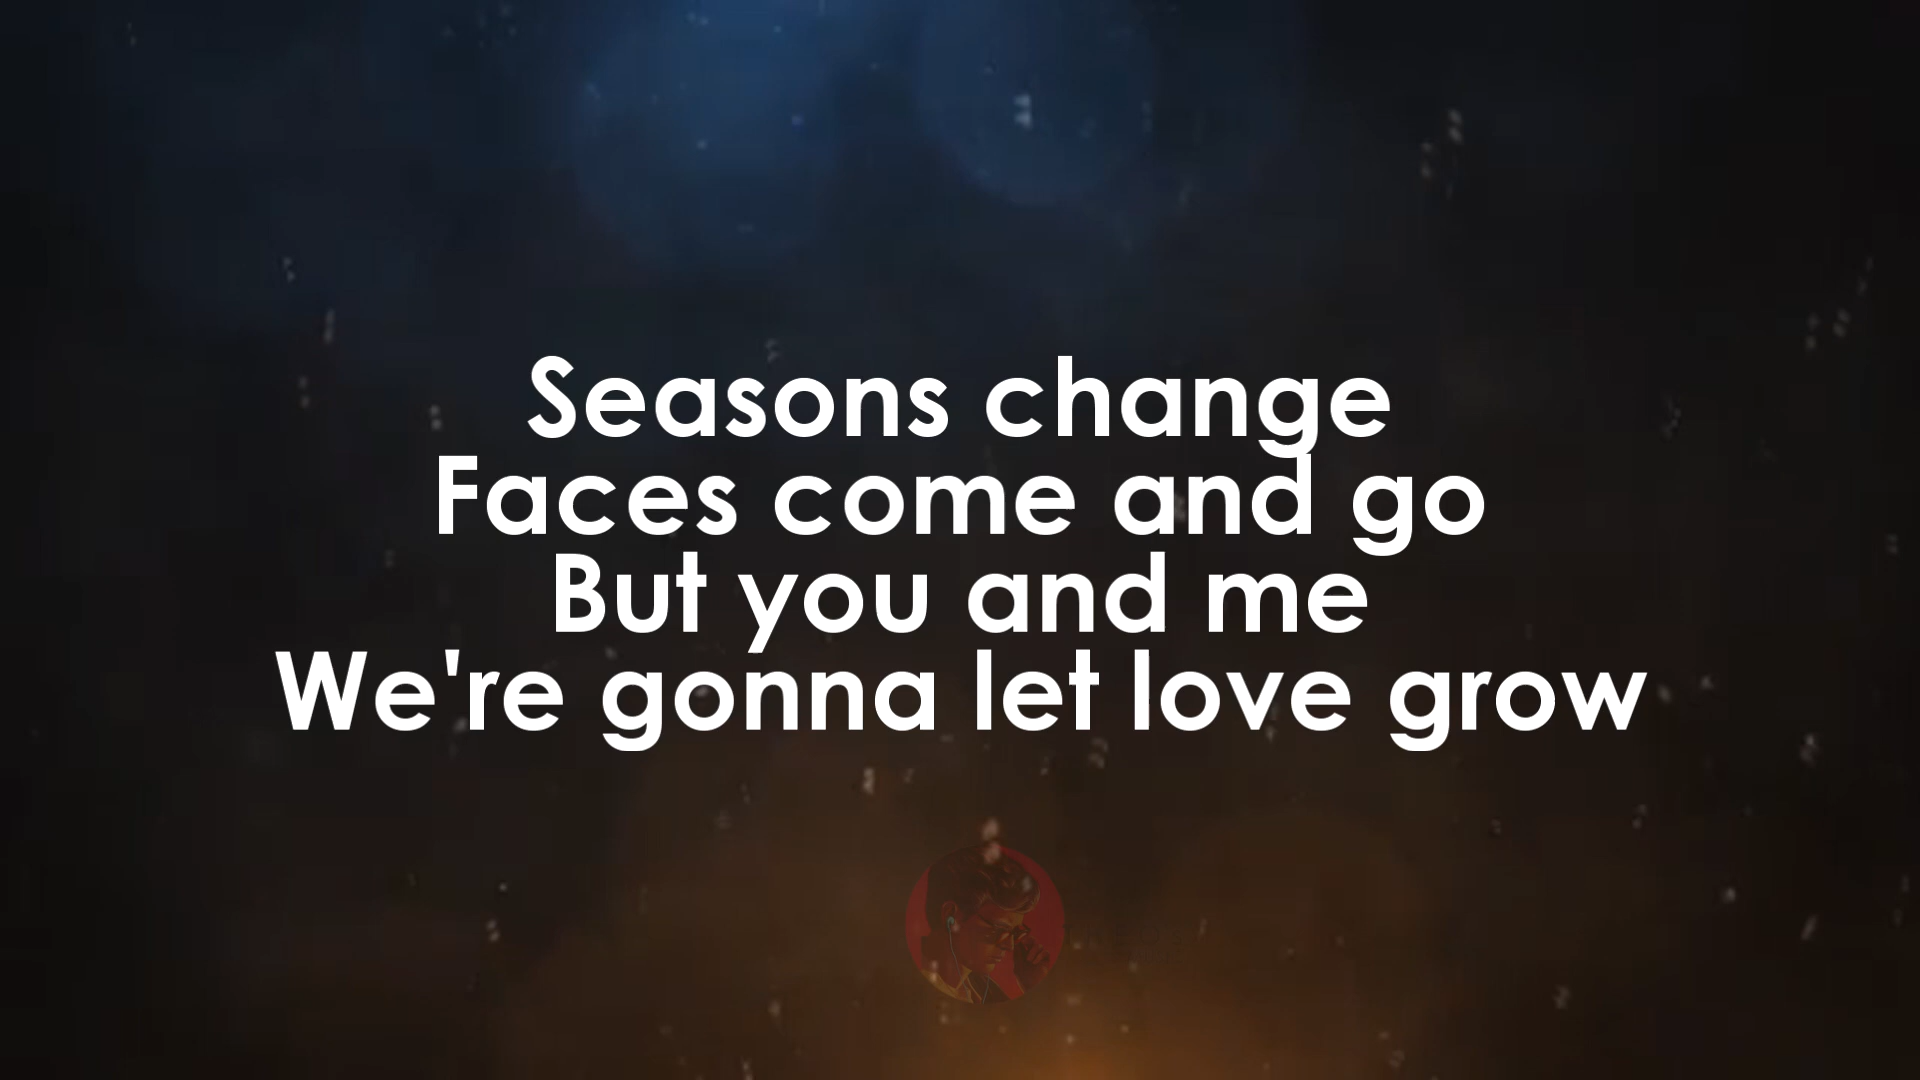 Seasons change
Faces come and go
But you and me
We're gonna let love grow